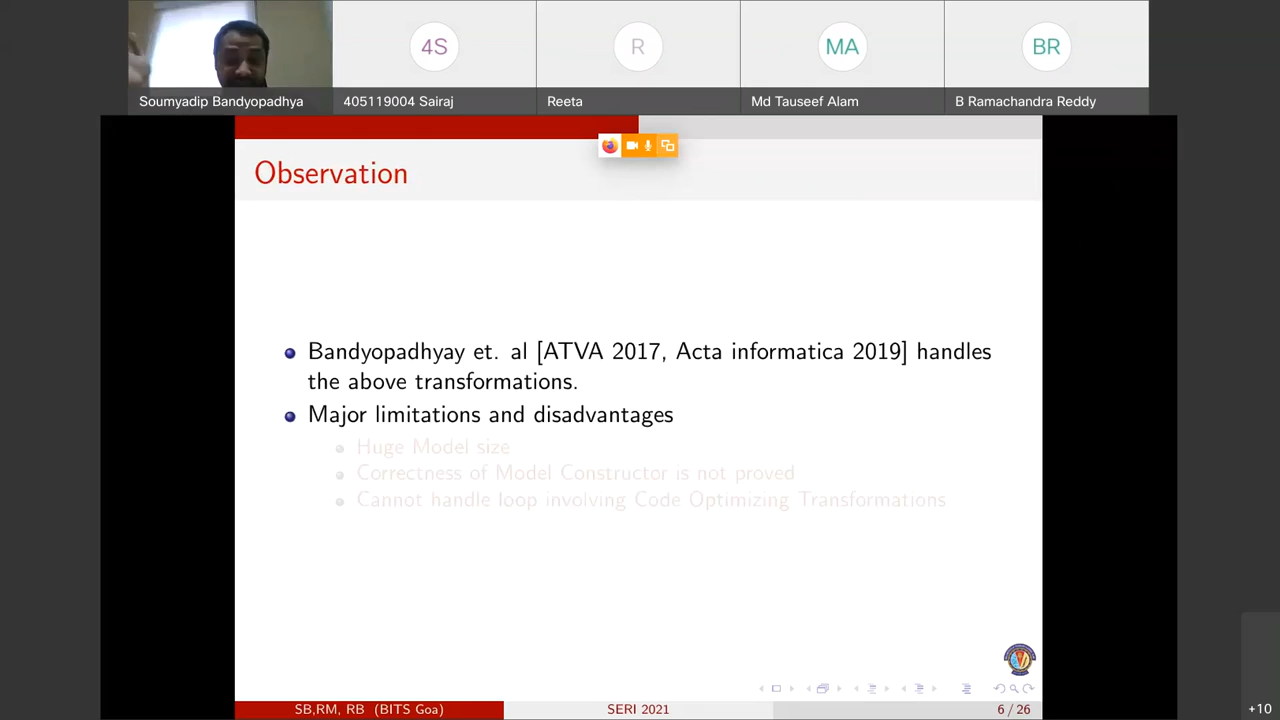 4S
R
MA
BR
Soumyadip Bandyopadhya
405119004 Sairaj
Reeta
Md Tauseef Alam
B Ramachandra Reddy
Observation
Bandyopadhyay et. al [ATVA 2017, Acta informatica 2019] handles
the above transformations.
Major limitations and disadvantages
Huge Model size
Correctness of Model Constructor is not proved
Cannot handle loop involving Code Optimizing Transformations
SB,RM, RB (BITS Goa)
SERI 2021
6 / 26
+10